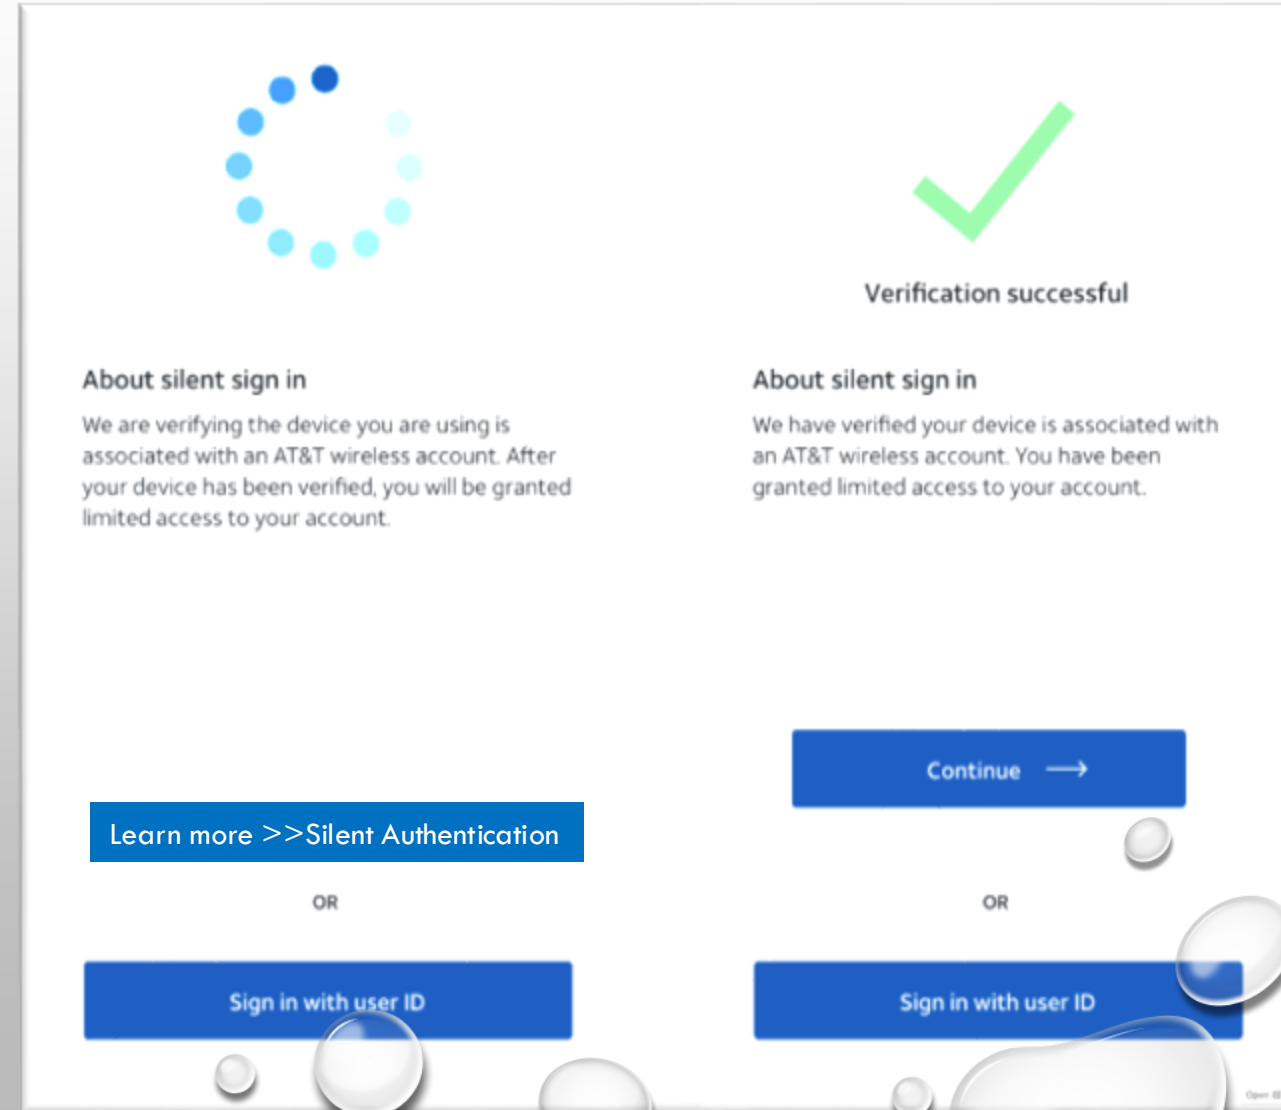 About silent sign in
We are verifying the device you are using is
associated with an AT&T wireless account. After
your device has been verified, you will be granted
limited access to your account.
Learn more >>Silent Authentication
OR
Sign in with user ID
Verification successful
About silent sign in
We have verified your device is associated with
an AT&T wireless account. You have been
granted limited access to your account.
Continue
OR
Sign in with user ID
Open